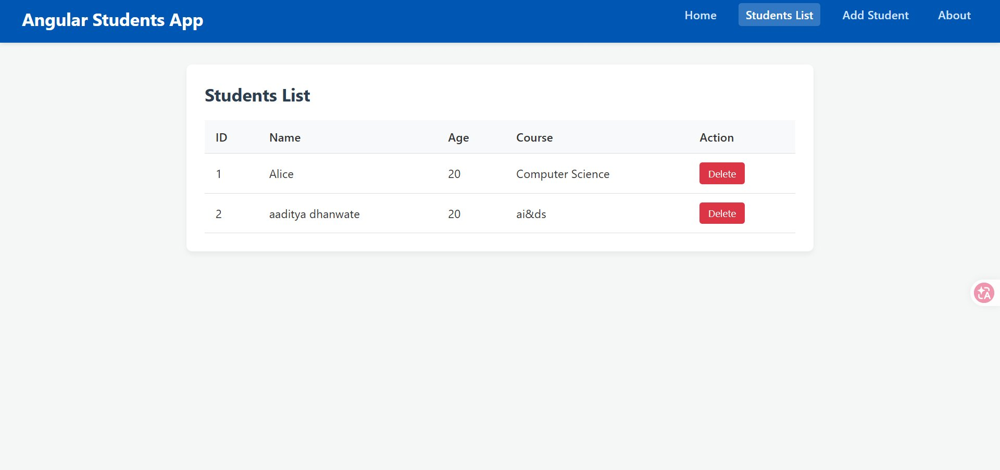 Angular Students App Home Students List Add Student About
Students List
ID Name Age Course Action
1 Alice 20 Computer Science Delete
2 aaditya dhanwate 20 ai&ds Delete